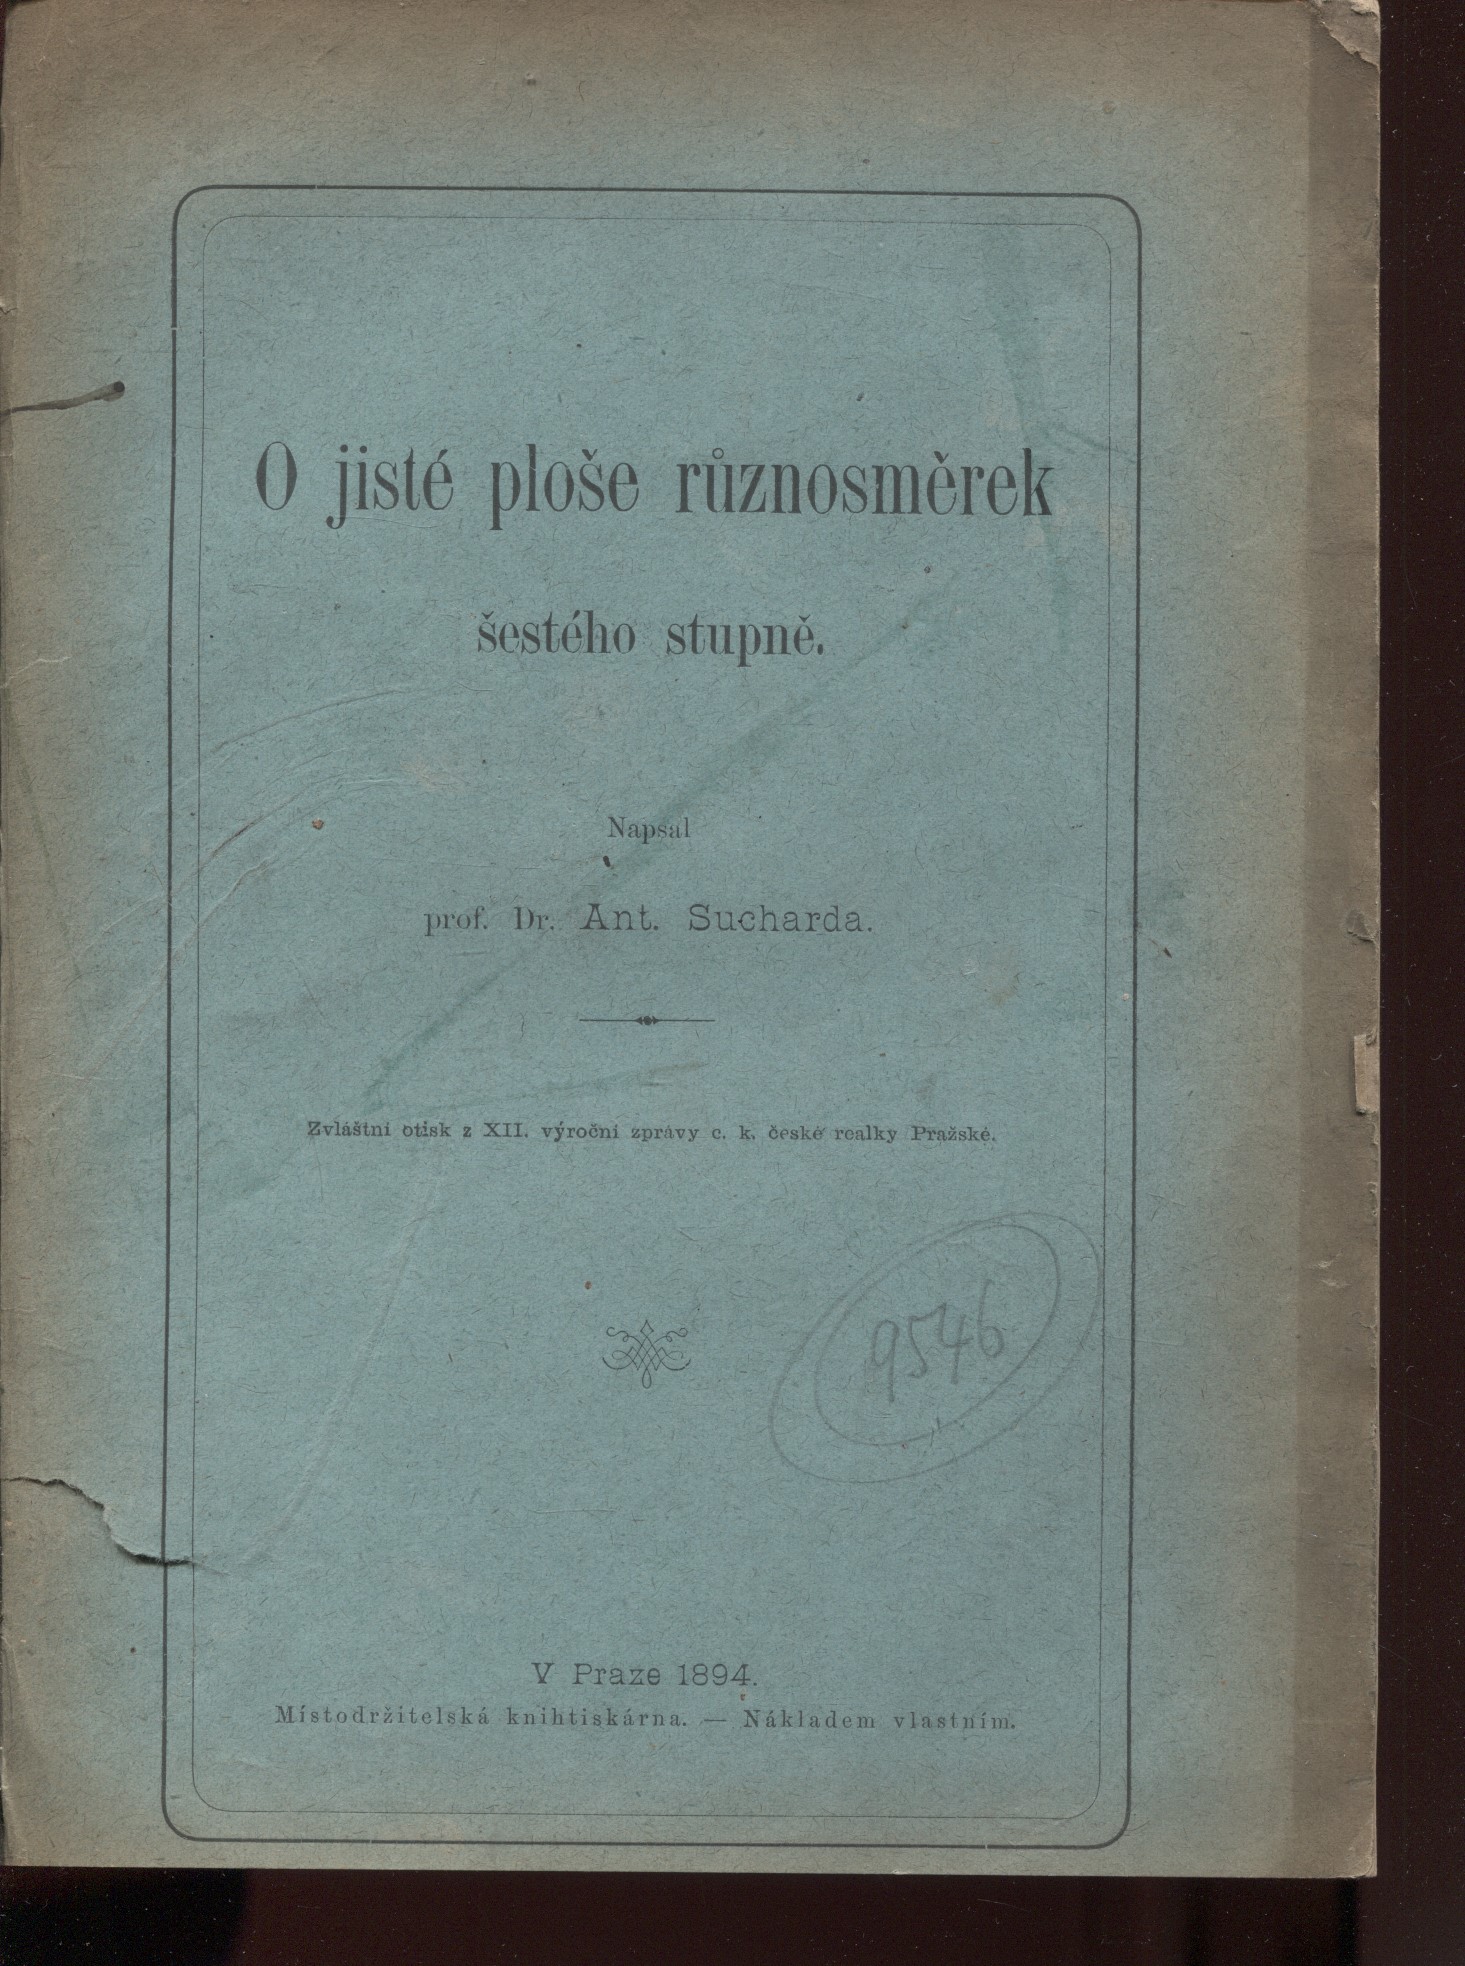 O jisté ploše různosměrek
šestého stupně.
Napsal
prof. Dr. Ant. Sucharda.
Zvláštní otisk z XII. výroční zprávy c. k. české realky Pražské.
9546
V Praze 1894.
Místodržitelská knihtiskárna. — Nákladem vlastním.